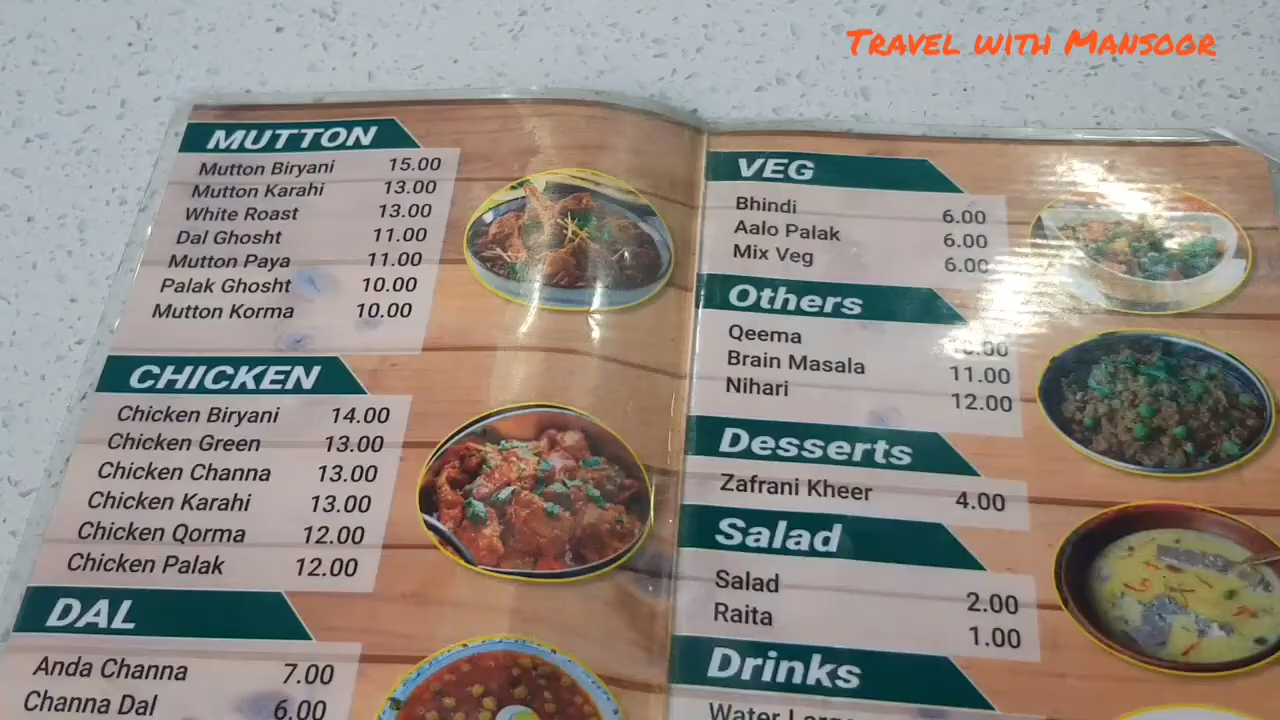 Travel with Mansoor
MUTTON
Mutton Biryani 15.00
Mutton Karahi 13.00
White Roast 13.00
Dal Ghosht 11.00
Mutton Paya 11.00
Palak Ghosht 10.00
Mutton Korma 10.00
CHICKEN
Chicken Biryani 14.00
Chicken Green 13.00
Chicken Channa 13.00
Chicken Karahi 13.00
Chicken Qorma 12.00
Chicken Palak 12.00
DAL
Anda Channa 7.00
Channa Dal 6.00
VEG
Bhindi 6.00
Aalo Palak 6.00
Mix Veg 6.00
Others
Qeema
Brain Masala 11.00
Nihari 12.00
Desserts
Zafrani Kheer 4.00
Salad
Salad 2.00
Raita 1.00
Drinks
Water